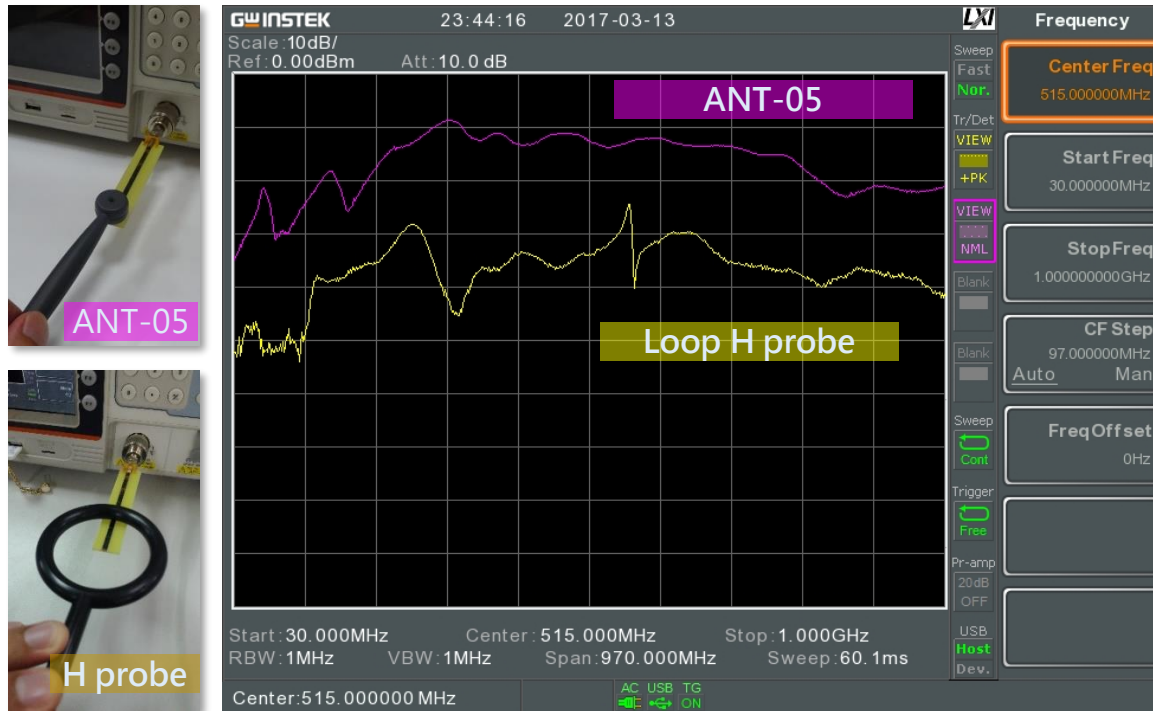 GWINSTEK 23:44:16 2017-03-13 LXI
Scale:10dB/
Ref:0.00dBm Att:10.0 dB
ANT-05
Loop H probe
ANT-05
H probe
Start:30.000MHz Center:515.000MHz Stop:1.000GHz
RBW:1MHz VBW:1MHz Span:970.000MHz Sweep:60.1ms
Center:515.000000 MHz
AC USB TG
ON
Sweep
Fast
Nor.
Tr/Det
VIEW
+PK
VIEW
NML
Blank
Blank
Sweep
Cont
Trigger
Free
Pr-amp
20dB
OFF
USB
Host
Dev.
Frequency
Center Freq
515.000000MHz
Start Freq
30.000000MHz
Stop Freq
1.000000000GHz
CF Step
97.000000MHz
Auto Man
Freq Offset
0Hz